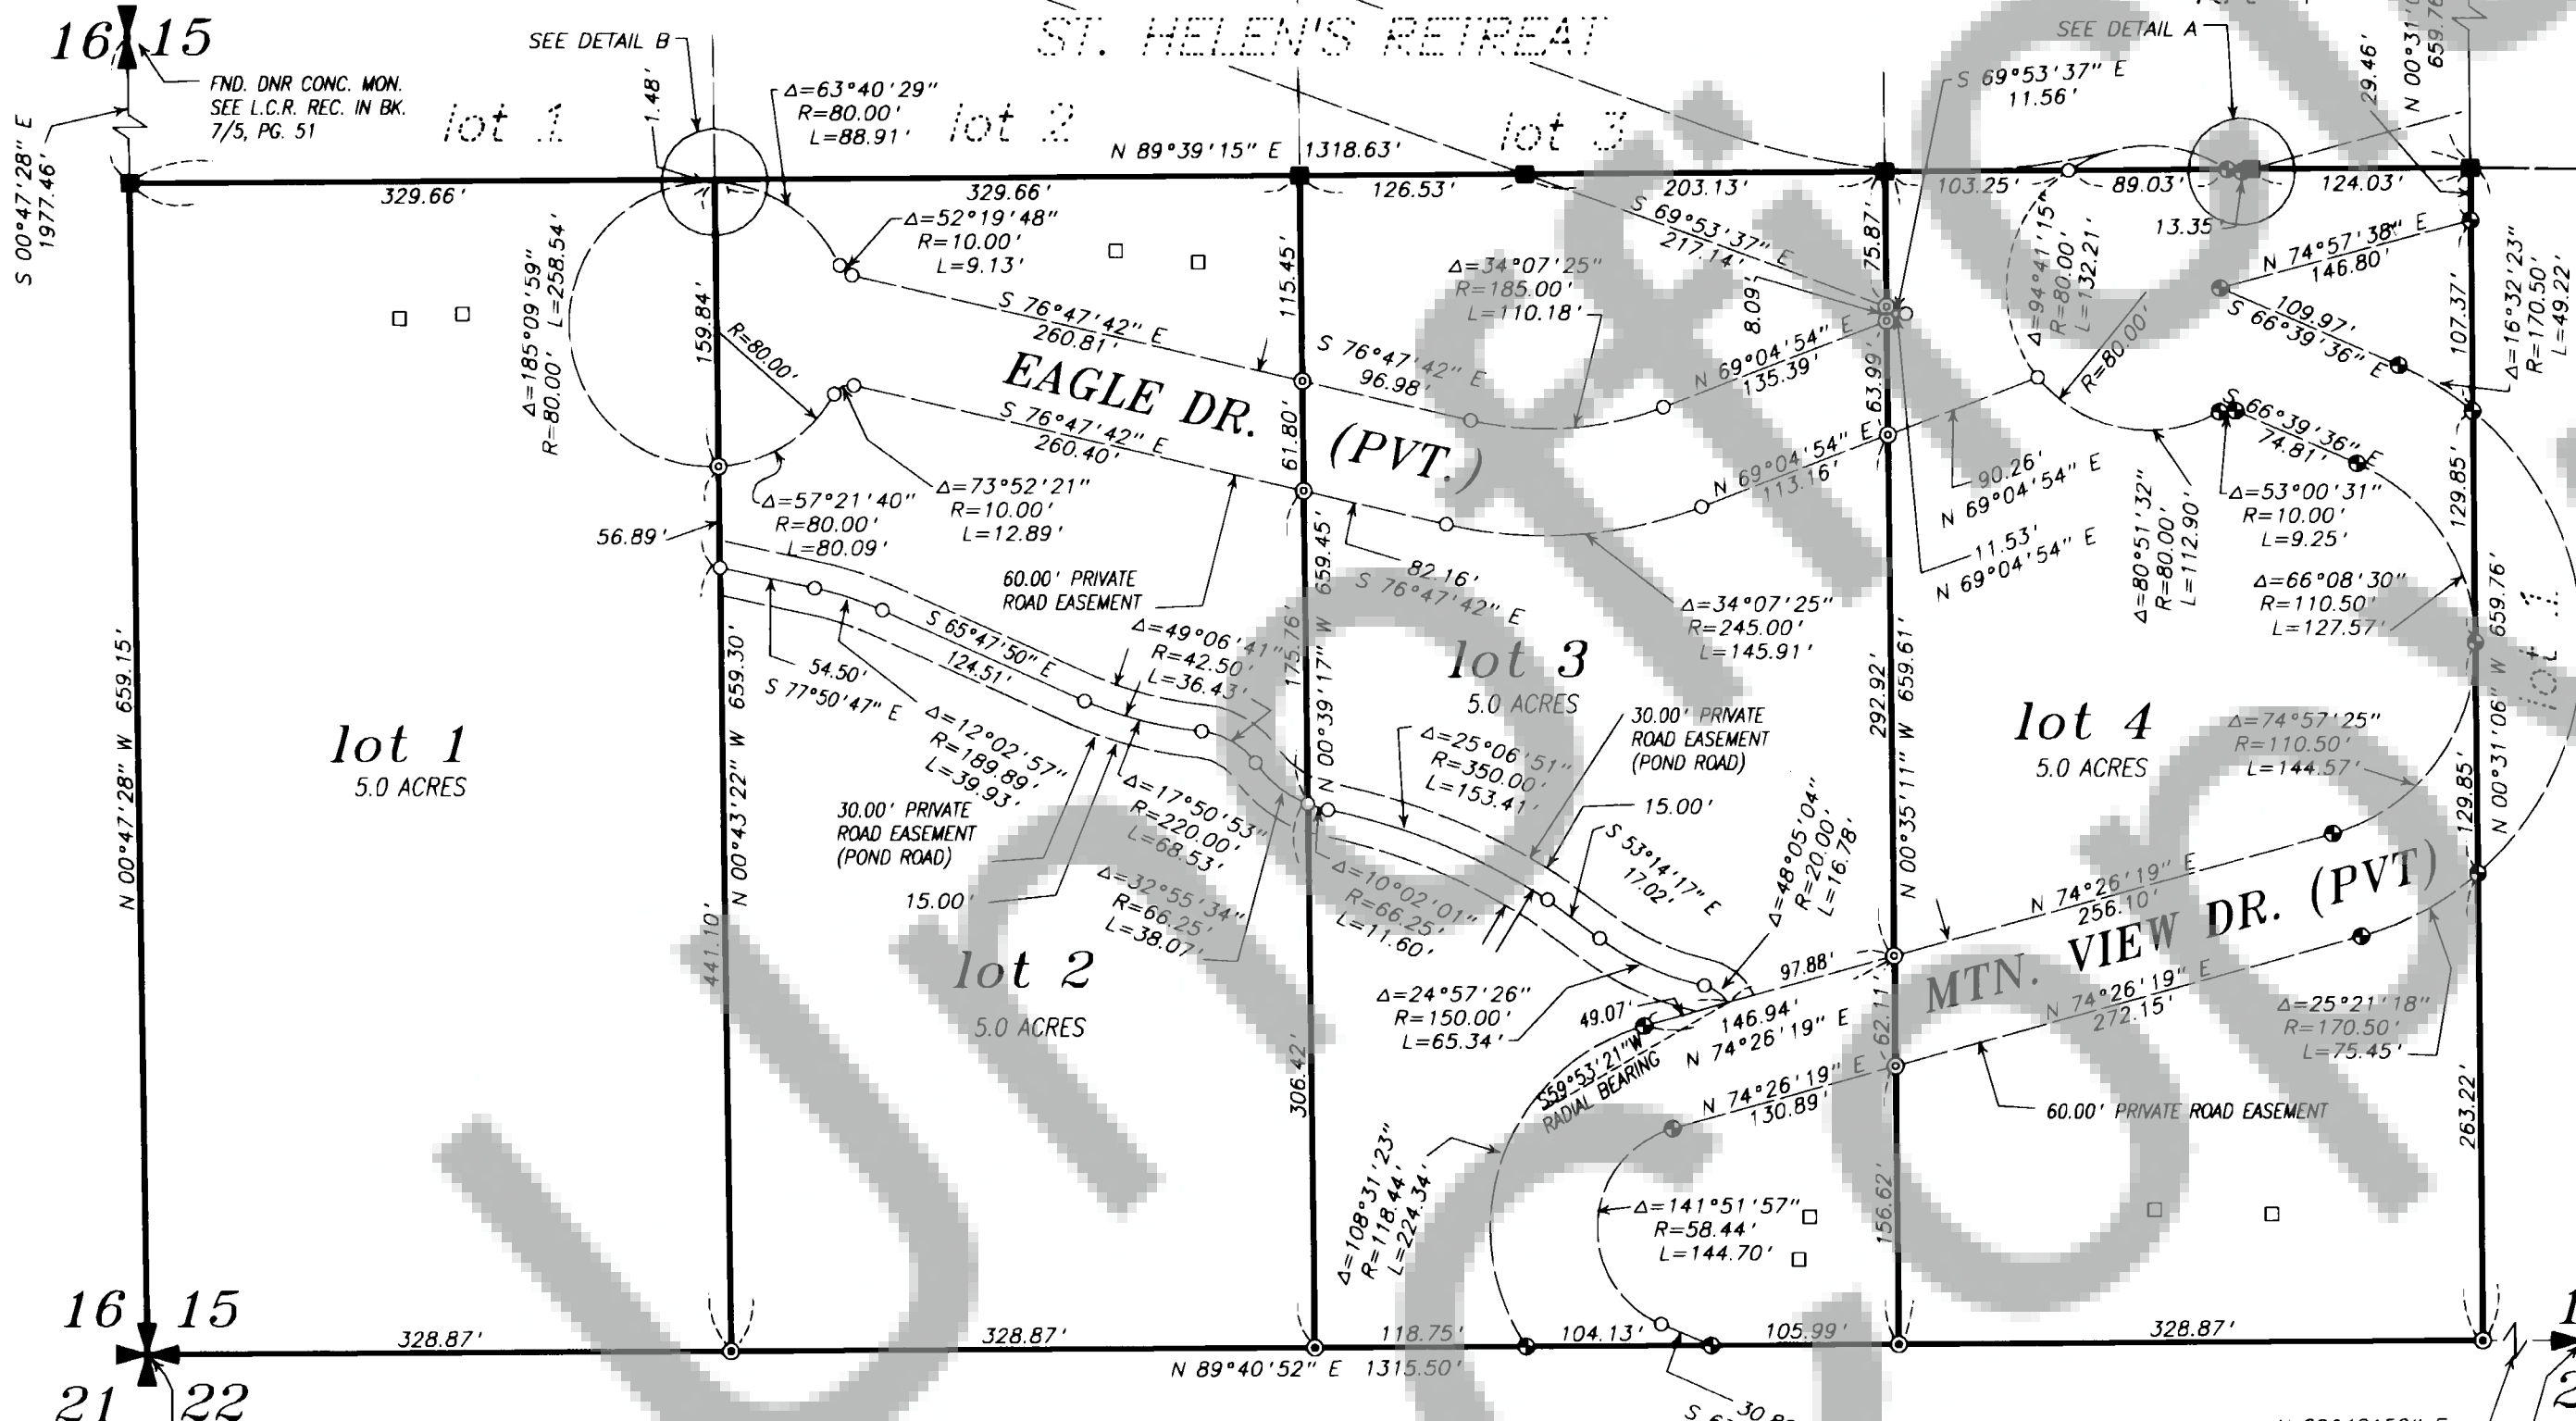 16 15
FND. DNR CONC. MON.
SEE L.C.R. REC. IN BK.
7/5, PG. 51
S 00°47'28" E
1977.46'
SEE DETAIL B
1.48'
ST. HELEN'S RETREAT
SEE DETAIL A
29.46'
lot 1
lot 2
lot 3
Δ=63°40'29"
R=80.00'
L=88.91'
S 69°53'37" E
11.56'
N 89°39'15" E 1318.63'
329.66'
329.66'
126.53'
203.13'
103.25'
89.03'
124.03'
13.35'
Δ=52°19'48"
R=10.00'
L=9.13'
Δ=185°09'59"
R=80.00' L=258.54'
159.84'
R=80.00'
115.45'
S 76°47'42" E
260.81'
EAGLE DR. (PVT.)
S 76°47'42" E
260.40'
61.80'
S 69°53'37" E
217.14'
Δ=34°07'25"
R=185.00'
L=110.18'
S 76°47'42" E
96.98'
8.09'
75.87'
N 69°04'54" E
135.39'
63.99'
Δ=94°41'15"
R=80.00'
L=132.21'
R=80.00'
N 74°57'38" E
146.80'
109.97'
S 66°39'36" E
107.37'
Δ=16°32'23"
R=170.50'
L=49.22'
S 66°39'36" E
74.81'
Δ=57°21'40"
R=80.00'
L=80.09'
Δ=73°52'21"
R=10.00'
L=12.89'
56.89'
60.00' PRIVATE
ROAD EASEMENT
N 69°04'54" E
113.16'
90.26'
N 69°04'54" E
11.53'
N 69°04'54" E
Δ=80°51'32"
R=80.00'
L=112.90'
Δ=53°00'31"
R=10.00'
L=9.25'
129.85'
Δ=66°08'30"
R=110.50'
L=127.57'
82.16'
S 76°47'42" E
Δ=34°07'25"
R=245.00'
L=145.91'
S 65°47'50" E
124.51'
54.50'
S 77°50'47" E
Δ=49°06'41"
R=42.50'
L=36.43'
Δ=12°02'57"
R=189.89'
L=39.93'
Δ=17°50'53"
R=220.00'
L=68.53'
30.00' PRIVATE
ROAD EASEMENT
(POND ROAD)
15.00'
Δ=32°55'34"
R=66.25'
L=38.07'
N 00°47'28" W 659.15'
lot 1
5.0 ACRES
N 00°43'22" W 659.30'
441.10'
lot 2
5.0 ACRES
175.76'
N 00°39'17" W 659.45'
306.42'
lot 3
5.0 ACRES
30.00' PRIVATE
ROAD EASEMENT
(POND ROAD)
15.00'
Δ=25°06'51"
R=350.00'
L=153.41'
S 53°14'17" E
17.02'
Δ=10°02'01"
R=66.25'
L=11.60'
Δ=48°05'04"
R=20.00'
L=16.78'
Δ=24°57'26"
R=150.00'
L=65.34'
49.07'
97.88'
146.94'
N 74°26'19" E
S59°53'21"W
RADIAL BEARING
N 74°26'19" E
130.89'
292.92'
N 00°35'11" W 659.61'
62.11'
156.62'
lot 4
5.0 ACRES
Δ=74°57'25"
R=110.50'
L=144.57'
129.85'
N 00°31'06" W 659.76'
lot 1
N 74°26'19" E
256.10'
MTN. VIEW DR. (PVT)
N 74°26'19" E
272.15'
Δ=25°21'18"
R=170.50'
L=75.45'
60.00' PRIVATE ROAD EASEMENT
263.22'
Δ=108°31'23"
R=118.44'
L=224.34'
Δ=141°51'57"
R=58.44'
L=144.70'
16 15
21 22
328.87'
328.87'
118.75'
104.13'
105.99'
328.87'
N 89°40'52" E 1315.50'